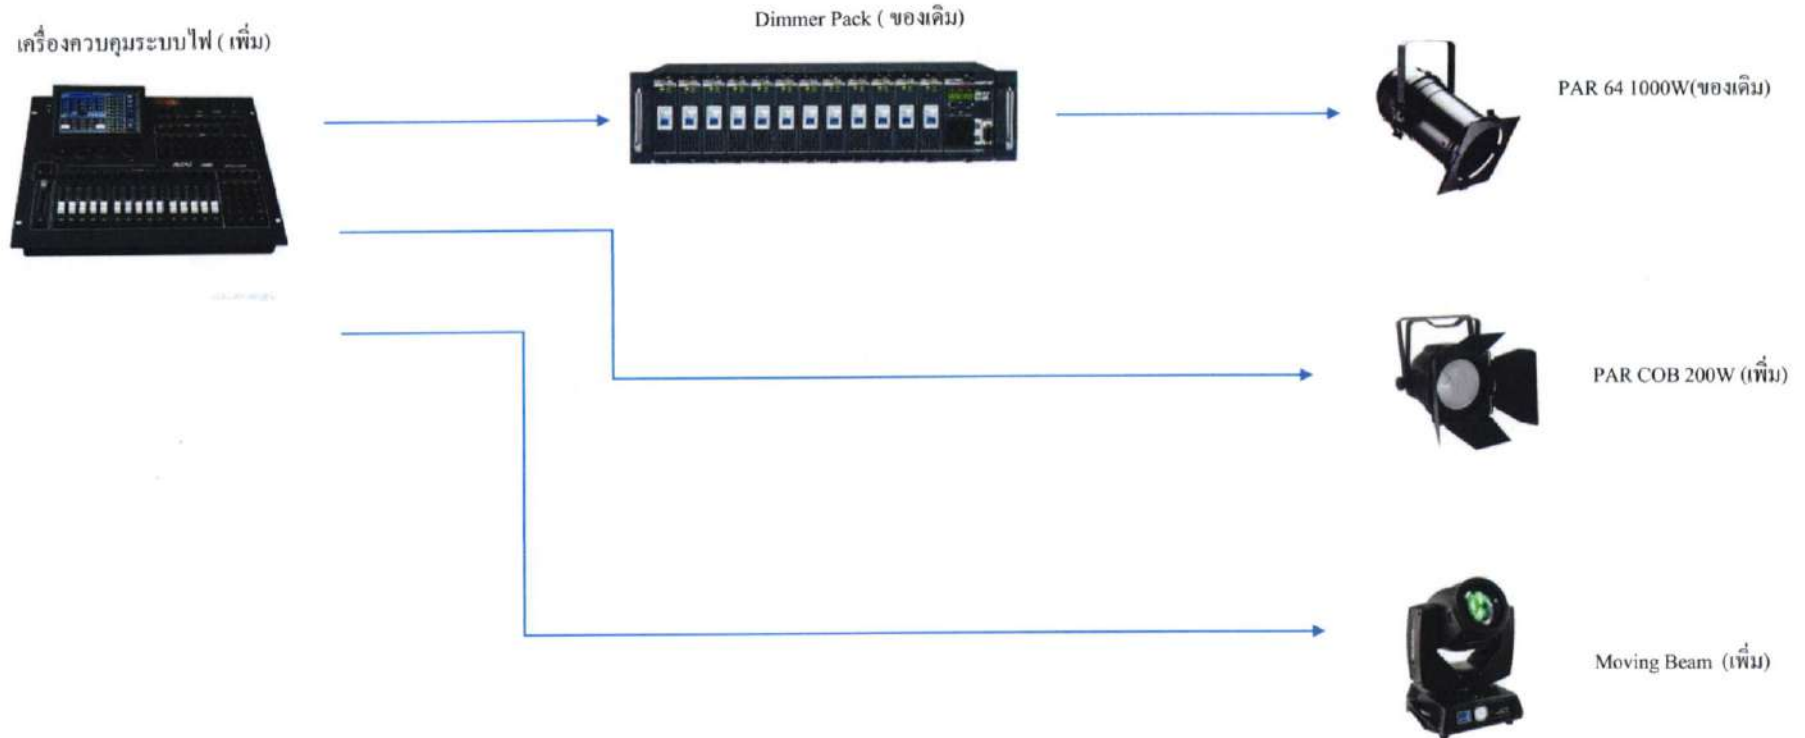 เครื่องควบคุมระบบไฟ ( เพิ่ม)
Dimmer Pack ( ของเดิม)
PAR 64 1000W(ของเดิม)
PAR COB 200W (เพิ่ม)
Moving Beam (เพิ่ม)